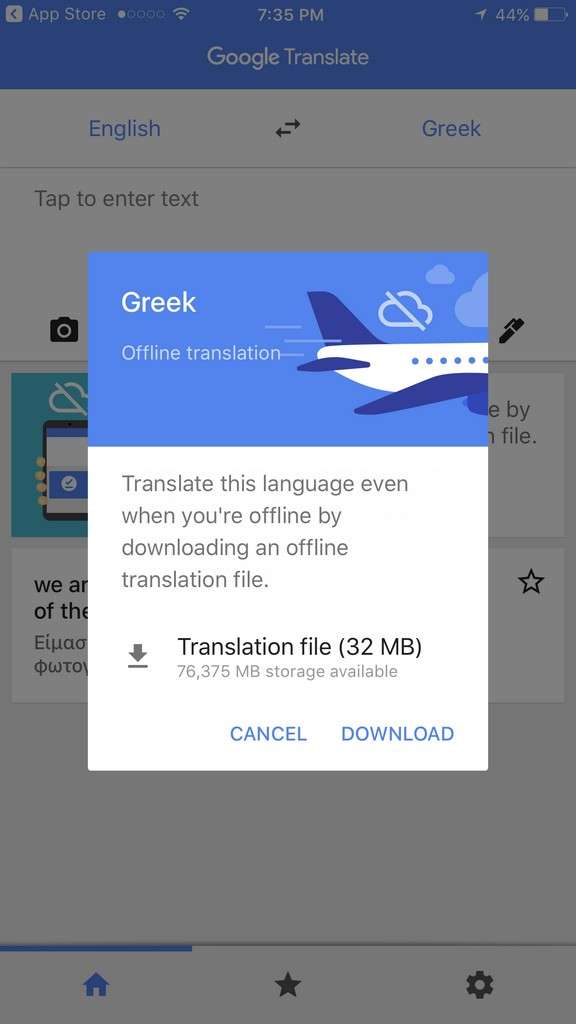 App Store 7:35 PM 44%
Google Translate
English Greek
Tap to enter text
Greek
Offline translation
e by
file.
Translate this language even
when you're offline by
downloading an offline
translation file.
we ar
of the
Είμασ
φωτογ
Translation file (32 MB)
76,375 MB storage available
CANCEL DOWNLOAD